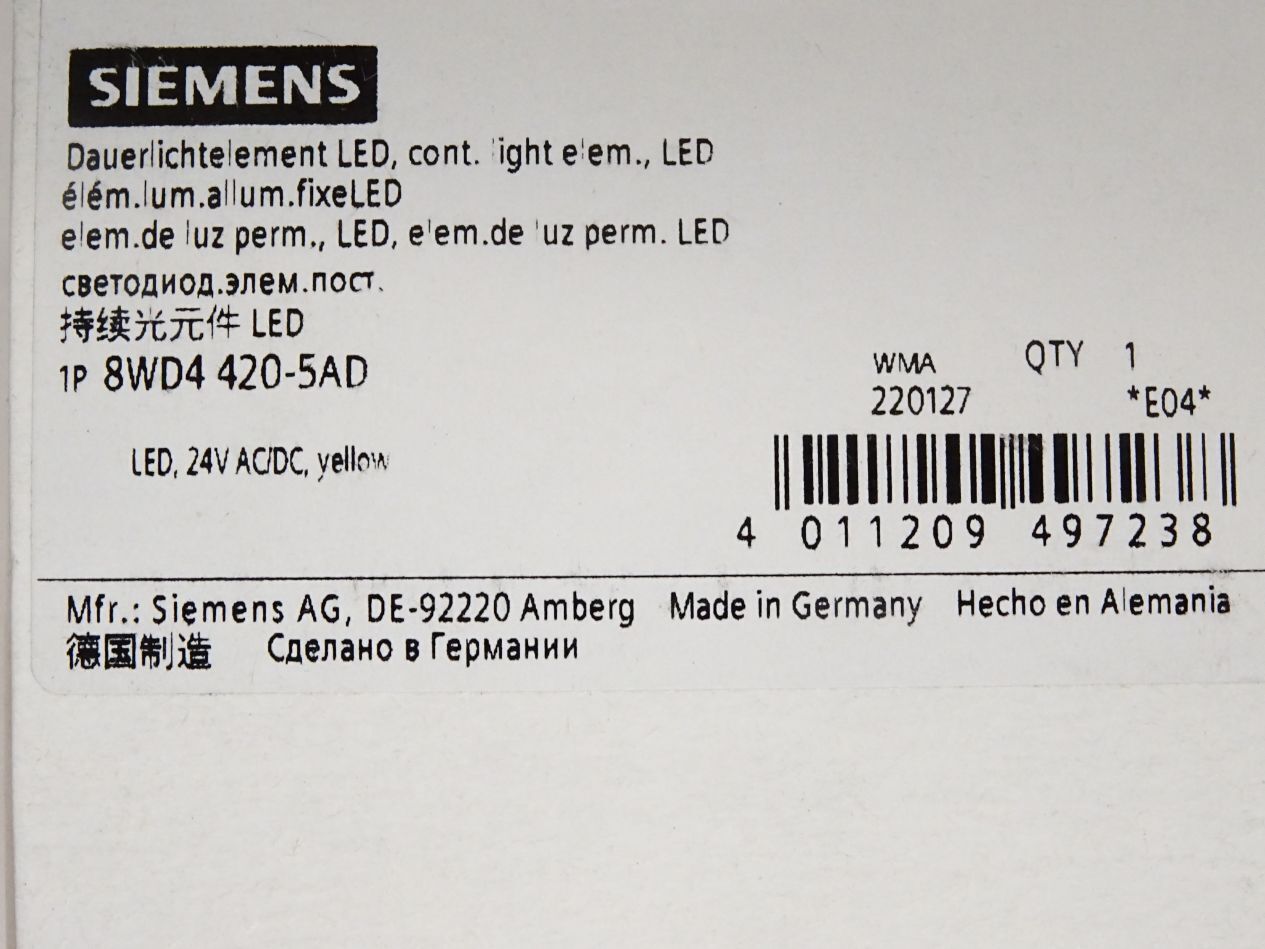 SIEMENS
Dauerlichtelement LED, cont. light elem., LED
élém.lum.allum.fixeLED
elem.de luz perm., LED, elem.de luz perm. LED
светодиод.элем.пост.
持续光元件 LED
1P 8WD4 420-5AD
WMA QTY 1
220127 *E04*
LED, 24V AC/DC, yellow
4 011209 497238
Mfr.: Siemens AG, DE-92220 Amberg Made in Germany Hecho en Alemania
德国制造 Сделано в Германии